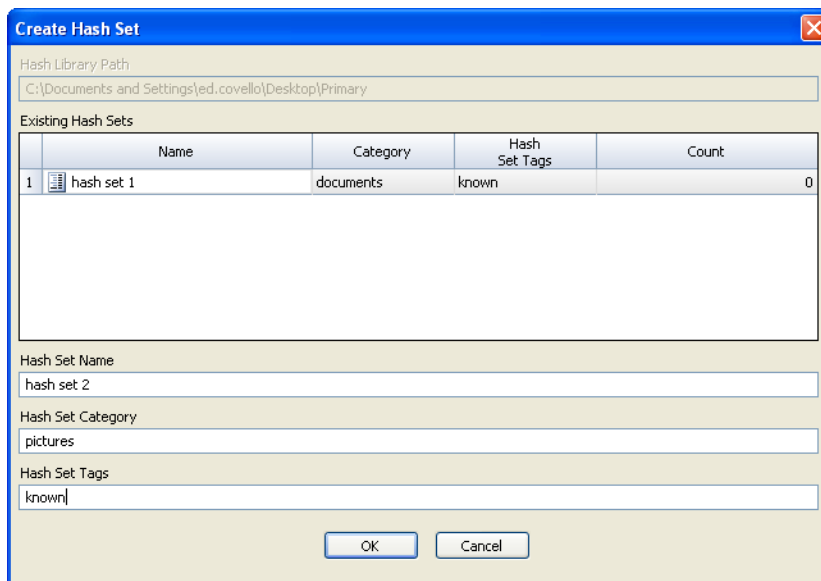 Create Hash Set
Hash Library Path
C:\Documents and Settings\ed.covello\Desktop\Primary
Existing Hash Sets
Name Category Hash Set Tags Count
1 hash set 1 documents known 0
Hash Set Name
hash set 2
Hash Set Category
pictures
Hash Set Tags
known
OK Cancel